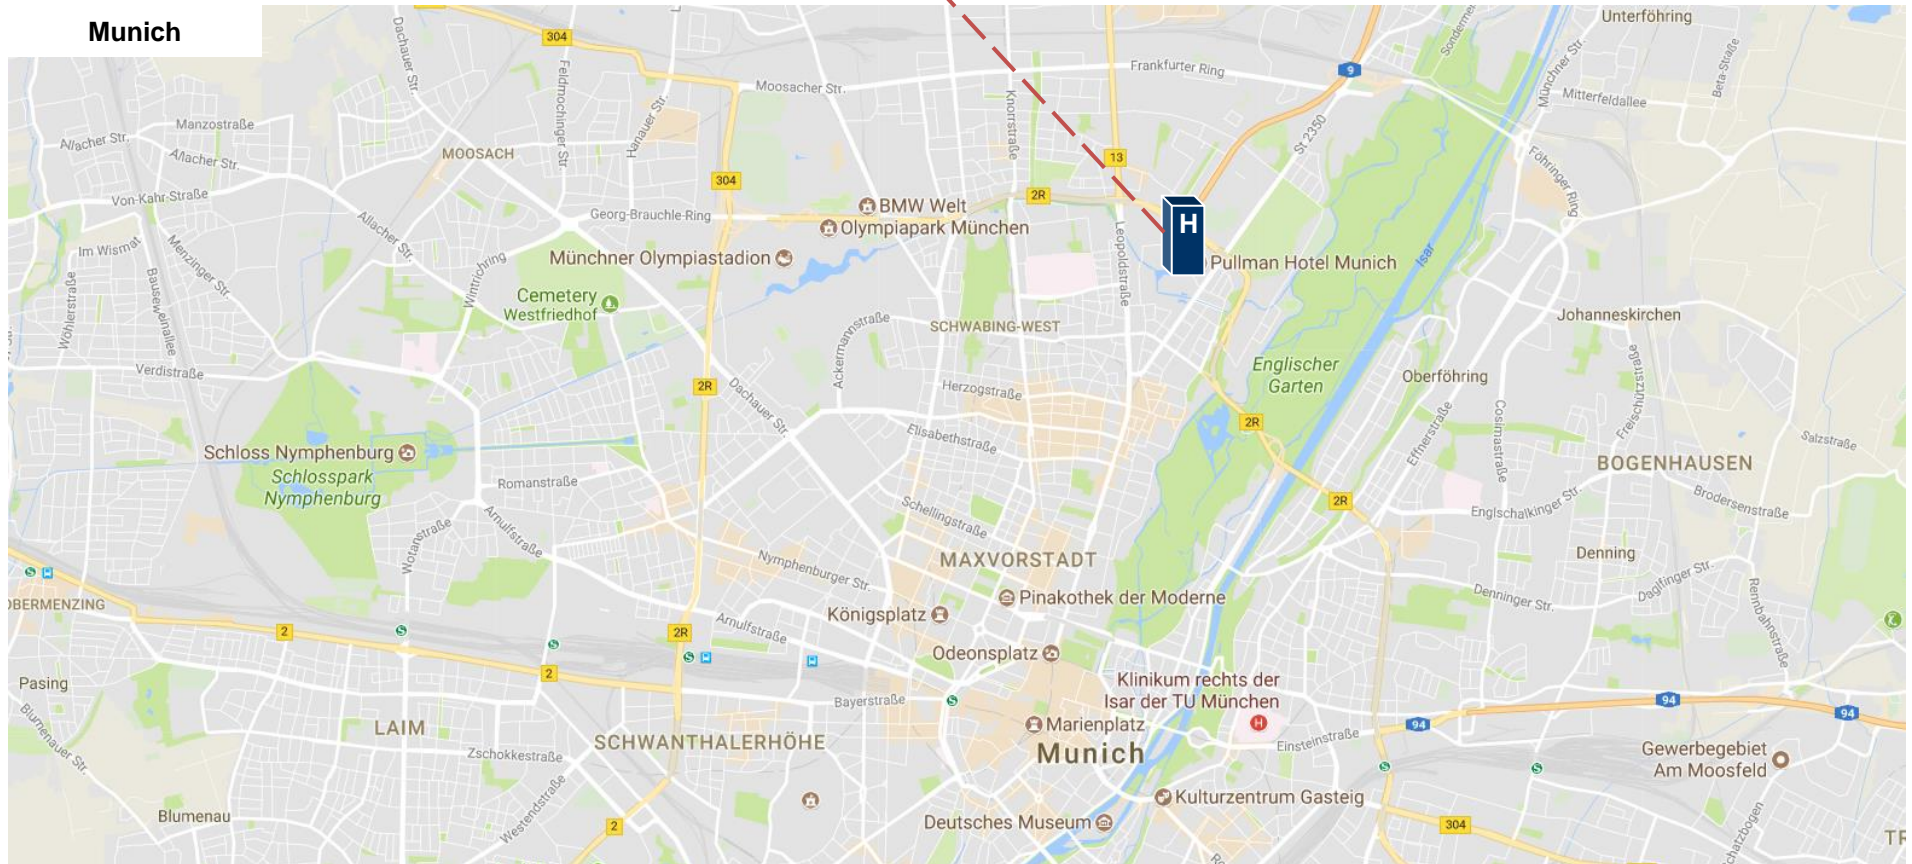 Munich
Unterföhring
304
Dachauer Str.
Feldmochinger Str.
Hanauer Str.
Moosacher Str.
Frankfurter Ring
9
Münchner Str.
Mitterfeldallee
Beta-Straße
Knorrstraße
St 2350
Manzostraße
Allacher Str.
Allacher Str.
MOOSACH
13
Föhringer Ring
304
2R
Von-Kahr-Straße
Allacher Str.
Georg-Brauchle-Ring
BMW Welt
Olympiapark München
H
Leopoldstraße
Im Wismat
Menzinger Str.
Münchner Olympiastadion
Pullman Hotel Munich
Isar
Wöhlerstraße
Bauseweinallee
Wintrichring
Cemetery
Westfriedhof
Johanneskirchen
SCHWABING-WEST
Ackermannstraße
Verdistraße
Englischer
Garten
Oberföhring
Freischützstraße
2R
Dachauer Str.
Herzogstraße
2R
Cosimastraße
Effnerstraße
Elisabethstraße
Salzstraße
Schloss Nymphenburg
Schlosspark
Nymphenburg
BOGENHAUSEN
Romanstraße
2R
Brodersenstraße
Englschalkinger Str.
Arnulfstraße
Wotanstraße
Schellingstraße
Nymphenburger Str.
MAXVORSTADT
Denning
Daglfinger Str.
Rennbahnstraße
Denninger Str.
OBERMENZING
Pinakothek der Moderne
Königsplatz
Arnulfstraße
2
2R
Odeonsplatz
2
Pasing
Klinikum rechts der
Isar der TU München
H
Bayerstraße
94
94
94
Blumenauer Str.
LAIM
Marienplatz
Einsteinstraße
SCHWANTHALERHÖHE
Zschokkestraße
Munich
Gewerbegebiet
Am Moosfeld
Kulturzentrum Gasteig
Westendstraße
Blumenau
2
Deutsches Museum
304